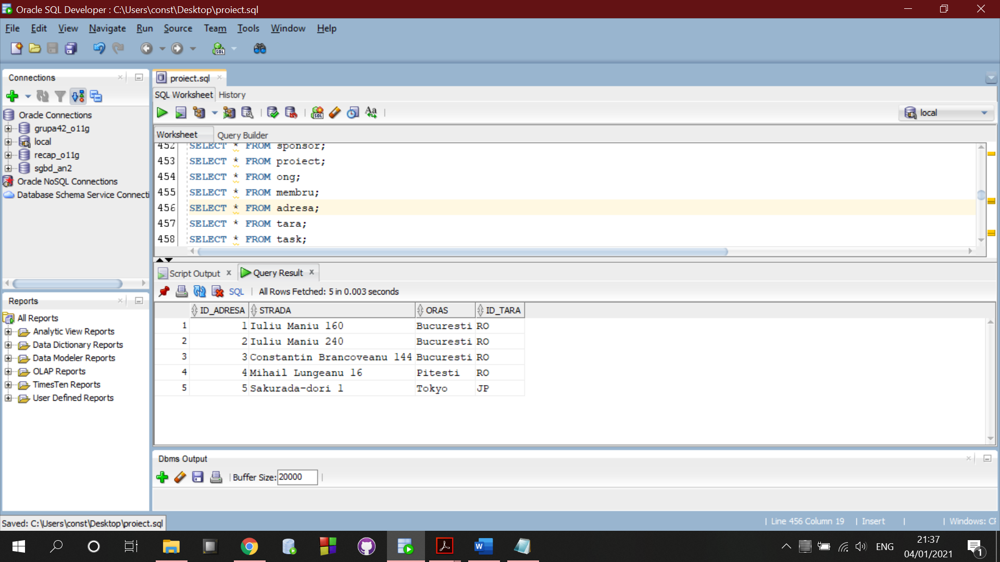 Oracle SQL Developer : C:\Users\const\Desktop\proiect.sql
File Edit View Navigate Run Source Team Tools Window Help
Connections
Oracle Connections
grupa42_o11g
local
recap_o11g
sgbd_an2
Oracle NoSQL Connections
Database Schema Service Connecti
Reports
All Reports
Analytic View Reports
Data Dictionary Reports
Data Modeler Reports
OLAP Reports
TimesTen Reports
User Defined Reports
proiect.sql
SQL Worksheet History
local
Worksheet Query Builder
452 SELECT * FROM sponsor;
453 SELECT * FROM proiect;
454 SELECT * FROM ong;
455 SELECT * FROM membru;
456 SELECT * FROM adresa;
457 SELECT * FROM tara;
458 SELECT * FROM task;
Script Output x Query Result x
SQL | All Rows Fetched: 5 in 0.003 seconds
ID_ADRESA STRADA ORAS ID_TARA
1 1 Iuliu Maniu 160 Bucuresti RO
2 2 Iuliu Maniu 240 Bucuresti RO
3 3 Constantin Brancoveanu 144 Bucuresti RO
4 4 Mihail Lungeanu 16 Pitesti RO
5 5 Sakurada-dori 1 Tokyo JP
Dbms Output
Buffer Size: 20000
Saved: C:\Users\const\Desktop\proiect.sql
| Line 456 Column 19 | Insert | | Windows: CF
ENG
21:37
04/01/2021
1